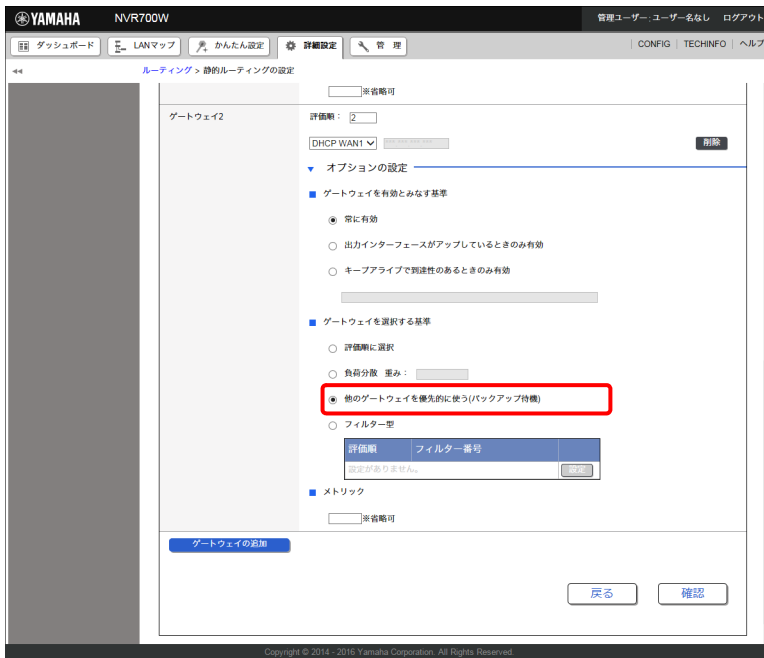 YAMAHA NVR700W 管理ユーザー:ユーザー名なし ログアウト
ダッシュボード LANマップ かんたん設定 詳細設定 管 理 CONFIG TECHINFO ヘルプ
ルーティング > 静的ルーティングの設定
※省略可
ゲートウェイ2 評価順： 2
DHCP WAN1 削除
オプションの設定
ゲートウェイを有効とみなす基準
常に有効
出力インターフェースがアップしているときのみ有効
キープアライブで到達性のあるときのみ有効
ゲートウェイを選択する基準
評価順に選択
負荷分散 重み：
他のゲートウェイを優先的に使う(バックアップ待機)
フィルター型
評価順 フィルター番号
設定がありません。 設定
メトリック
※省略可
ゲートウェイの追加
戻る 確認
Copyright © 2014 - 2016 Yamaha Corporation. All Rights Reserved.